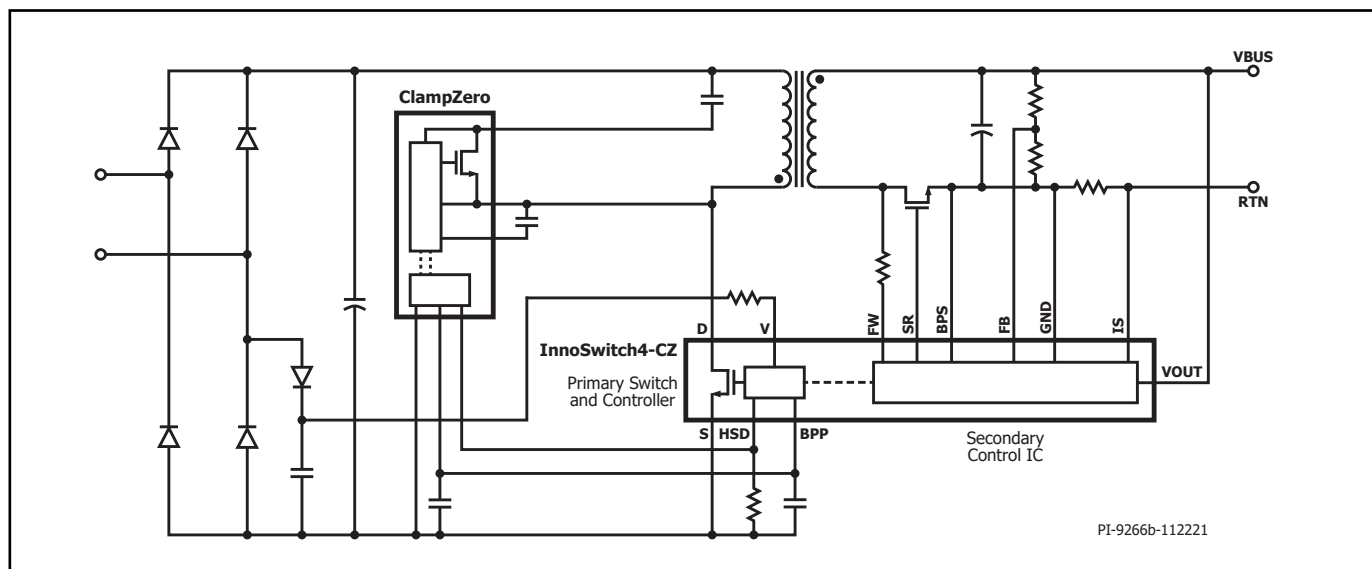 VBUS
ClampZero
RTN
FW
SR
BPS
FB
GND
IS
D
V
InnoSwitch4-CZ
VOUT
Primary Switch
and Controller
S
HSD
BPP
Secondary
Control IC
PI-9266b-112221